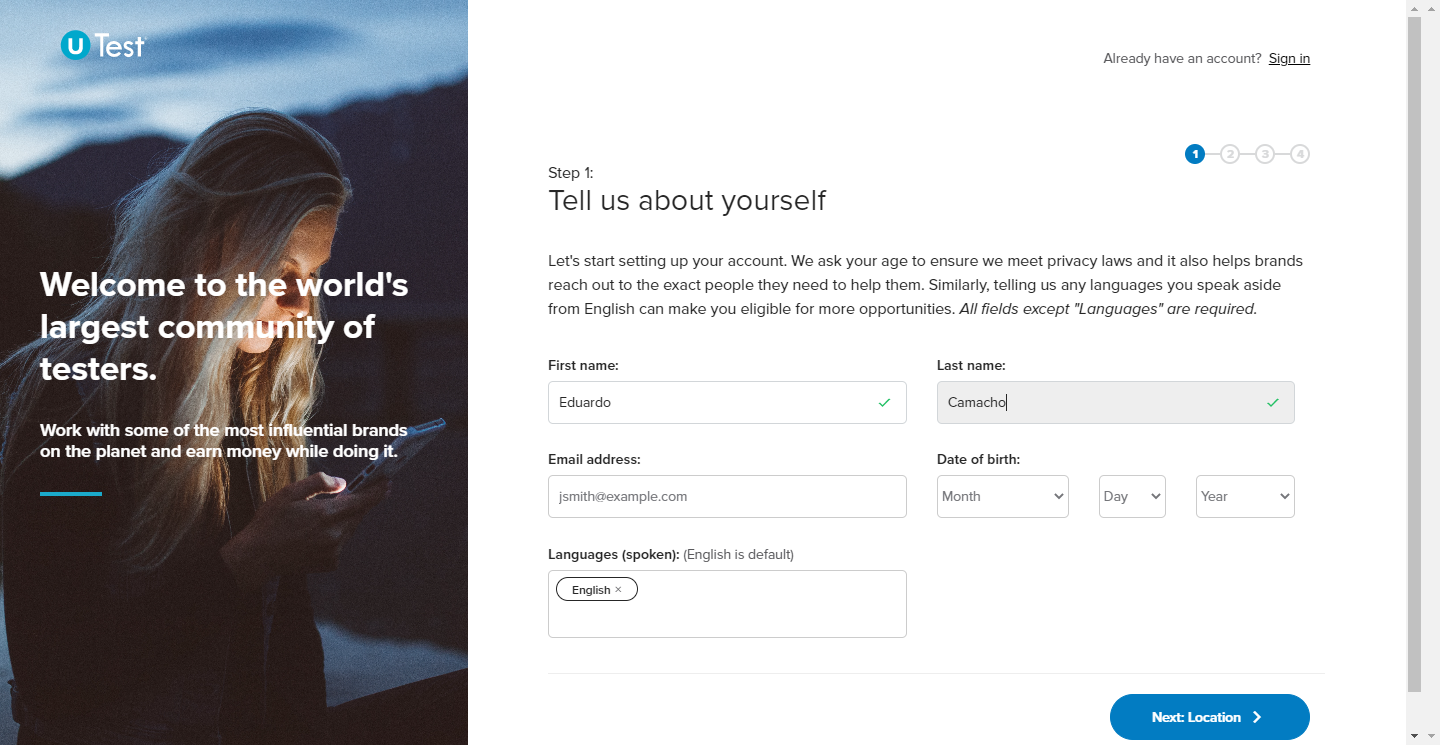 U Test
Already have an account? Sign in
1 2 3 4
Step 1:
Tell us about yourself
Welcome to the world's
largest community of
testers.
Work with some of the most influential brands
on the planet and earn money while doing it.
Let's start setting up your account. We ask your age to ensure we meet privacy laws and it also helps brands
reach out to the exact people they need to help them. Similarly, telling us any languages you speak aside
from English can make you eligible for more opportunities. All fields except "Languages" are required.
First name:
Last name:
Eduardo
Camacho
Email address:
Date of birth:
jsmith@example.com
Month
Day
Year
Languages (spoken): (English is default)
English ×
Next: Location